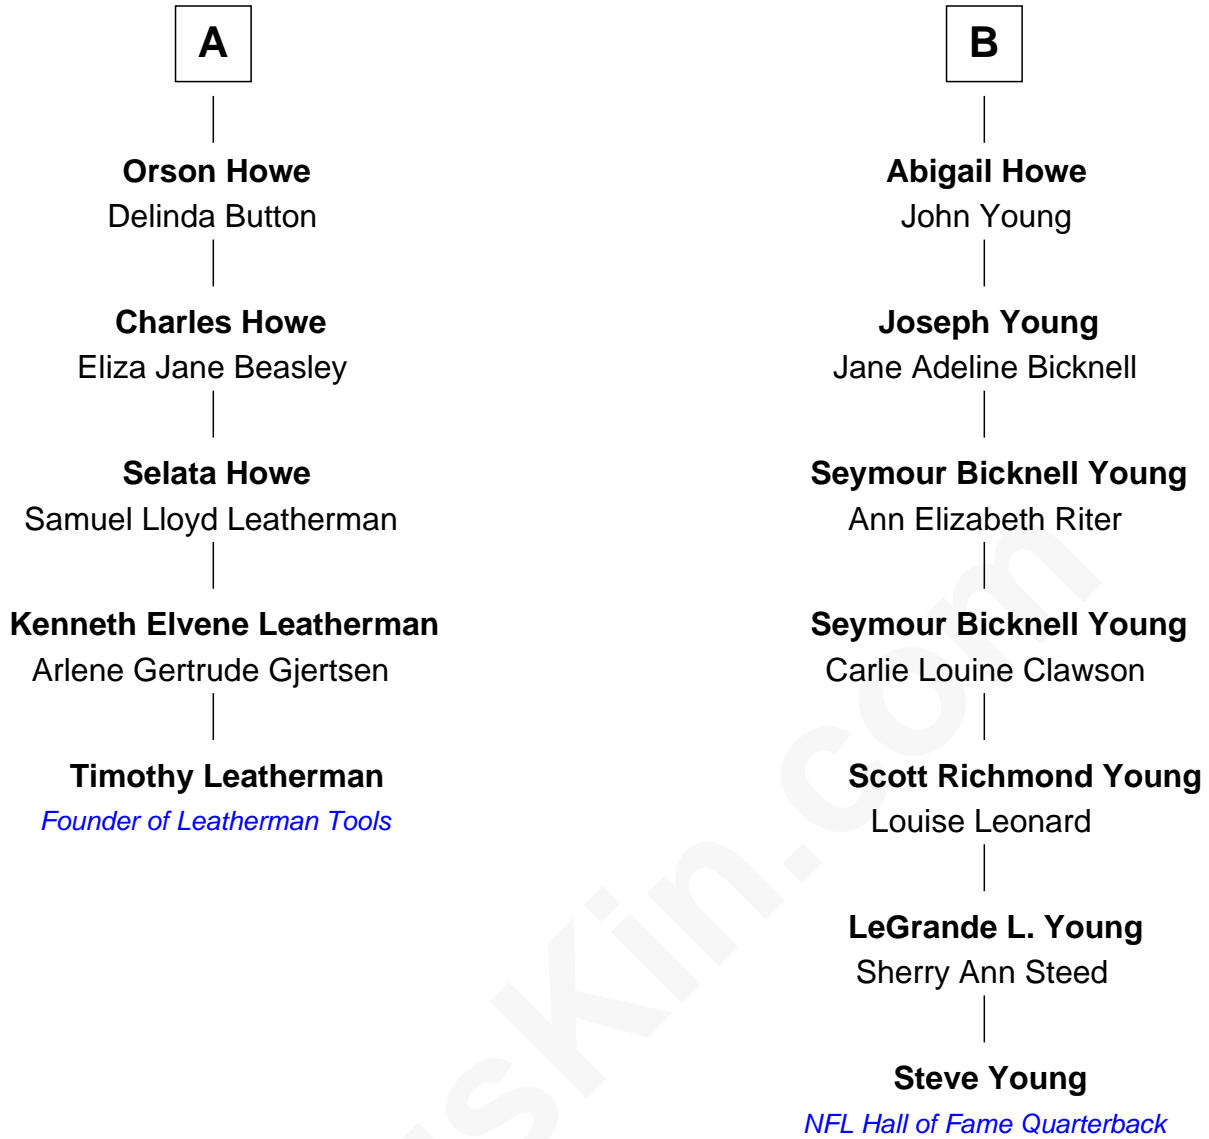 A
Orson Howe
Delinda Button
Charles Howe
Eliza Jane Beasley
Selata Howe
Samuel Lloyd Leatherman
Kenneth Elvene Leatherman
Arlene Gertrude Gjertsen
Timothy Leatherman
Founder of Leatherman Tools
B
Abigail Howe
John Young
Joseph Young
Jane Adeline Bicknell
Seymour Bicknell Young
Ann Elizabeth Riter
Seymour Bicknell Young
Carlie Louine Clawson
Scott Richmond Young
Louise Leonard
LeGrande L. Young
Sherry Ann Steed
Steve Young
NFL Hall of Fame Quarterback
sKin.com